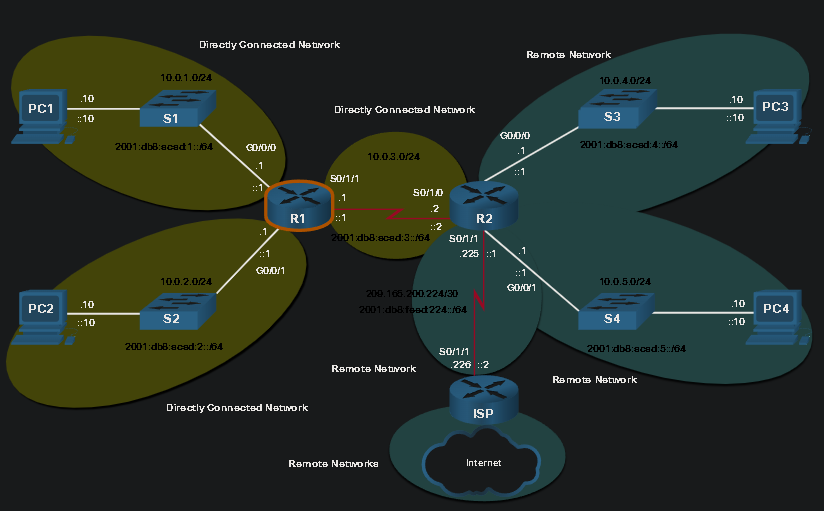 Directly Connected Network
Remote Network
10.0.1.0/24
10.0.4.0/24
PC1
.10
::10
S1
S3
.10
::10
PC3
Directly Connected Network
2001:db8:acad:1::/64
G0/0/0
.1
::1
10.0.3.0/24
G0/0/0
.1
::1
2001:db8:acad:4::/64
S0/1/1
.1
::1
R1
S0/1/0
.2
::2
R2
2001:db8:acad:3::/64
.1
::1
G0/0/1
S0/1/1
.225
::1
.1
::1
G0/0/1
10.0.2.0/24
10.0.5.0/24
PC2
.10
::10
S2
209.165.200.224/30
2001:db8:feed:224::/64
S4
.10
::10
PC4
2001:db8:acad:2::/64
2001:db8:acad:5::/64
S0/1/1
.226
::2
Remote Network
Remote Network
Directly Connected Network
ISP
Remote Networks
Internet